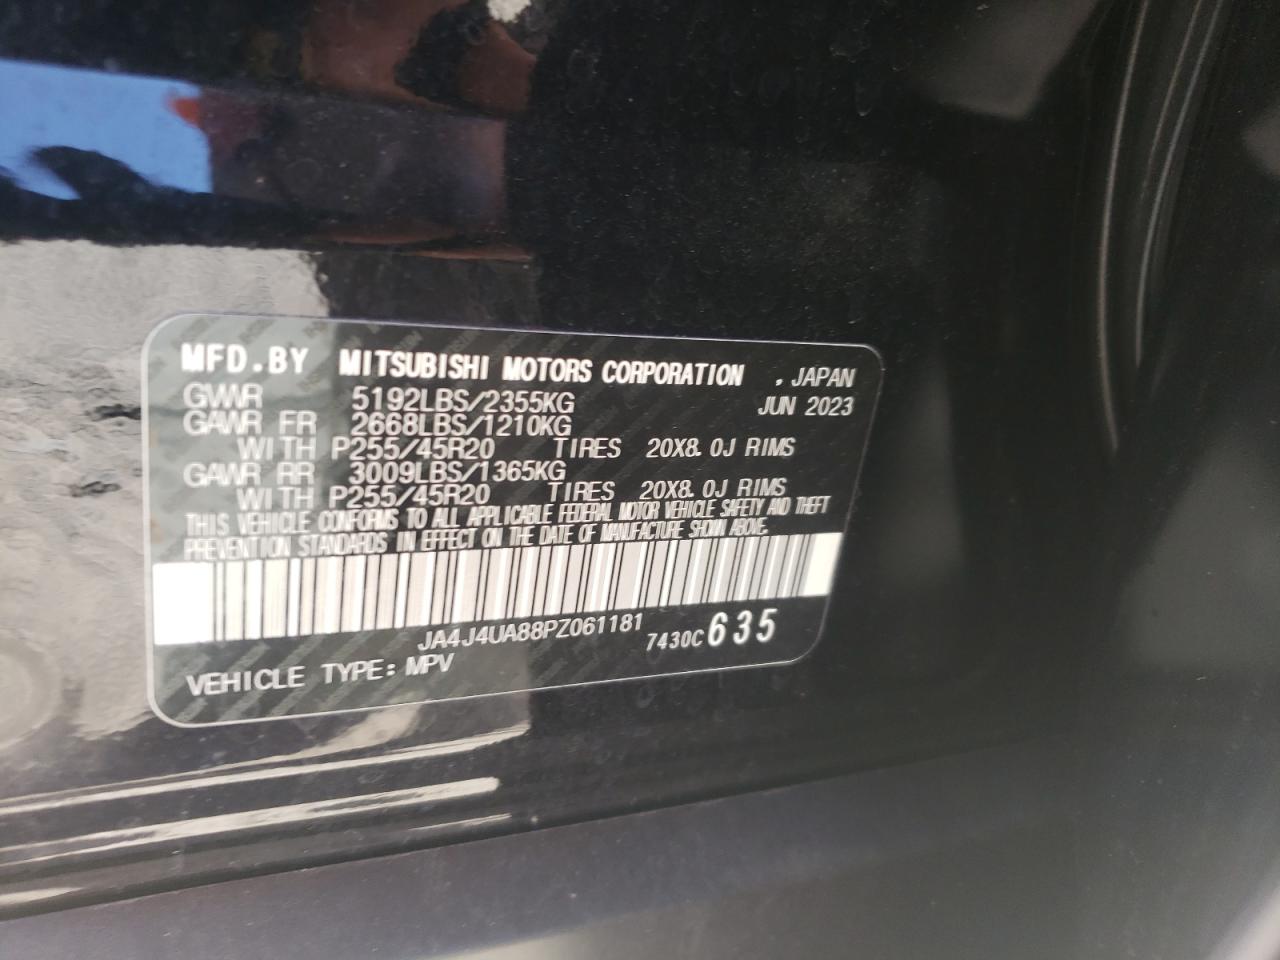 MFD.BY MITSUBISHI MOTORS CORPORATION . JAPAN
GVWR 5192LBS/2355KG JUN 2023
GAWR FR 2668LBS/1210KG
WITH P255/45R20 TIRES 20X8.0J RIMS
GAWR RR 3009LBS/1365KG
WITH P255/45R20 TIRES 20X8.0J RIMS
THIS VEHICLE CONFORMS TO ALL APPLICABLE FEDERAL MOTOR VEHICLE SAFETY AND THEFT
PREVENTION STANDARDS IN EFFECT ON THE DATE OF MANUFACTURE SHOWN ABOVE.
JA4J4UA88PZ061181 7430C 635
VEHICLE TYPE: MPV